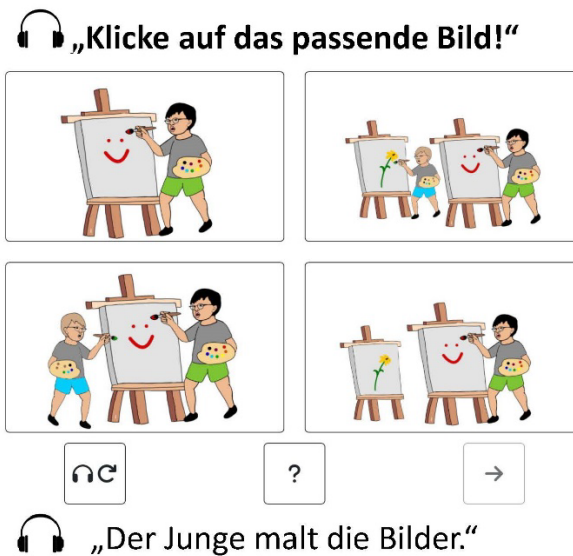 „Klicke auf das passende Bild!“
?
„Der Junge malt die Bilder.“